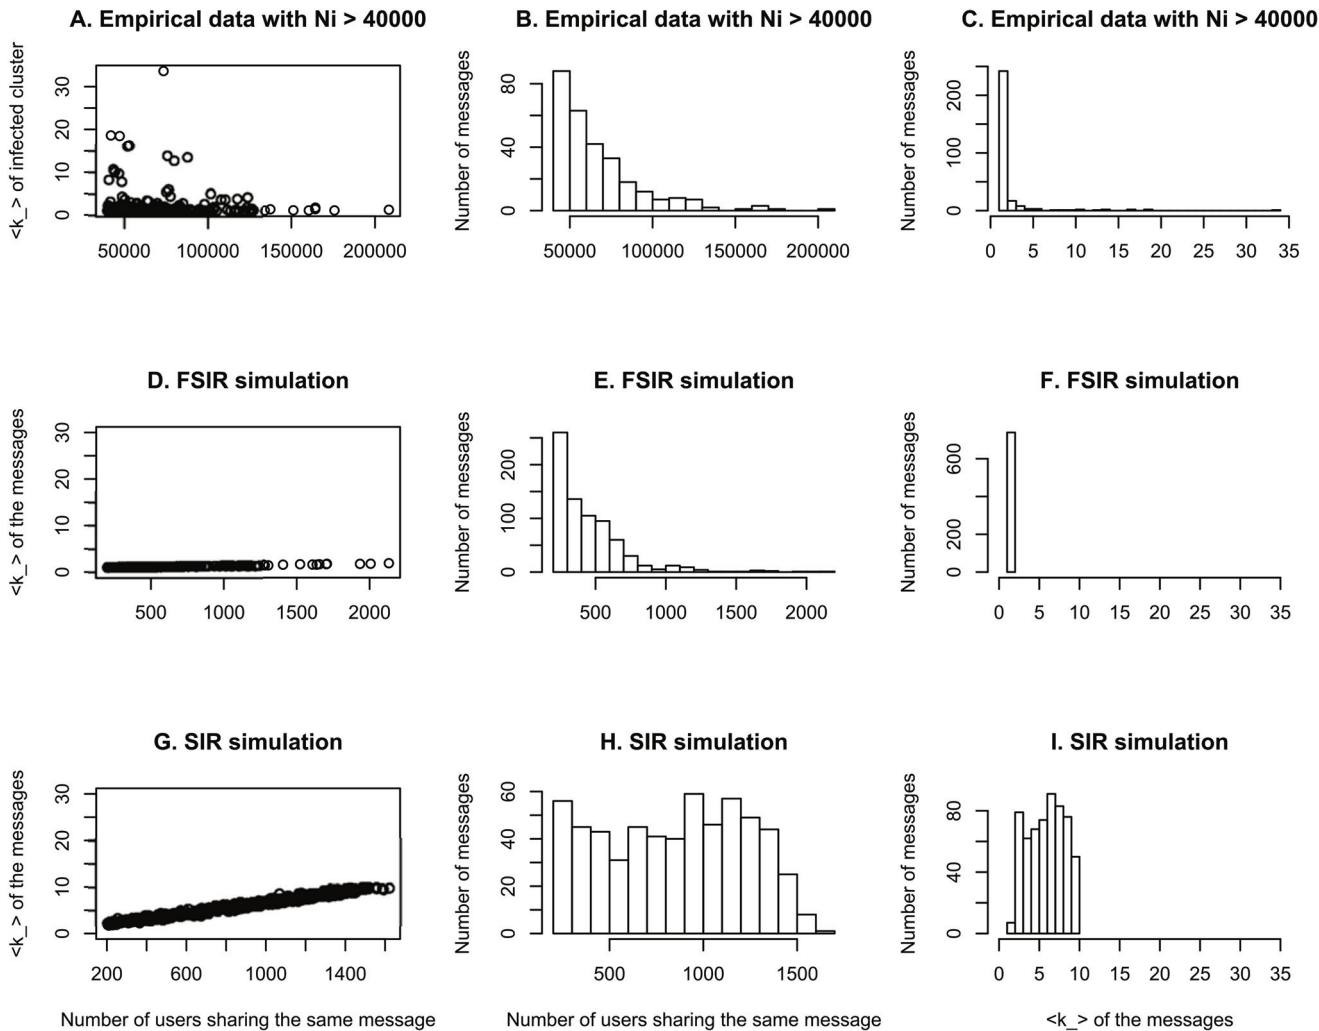 A. Empirical data with Ni > 40000
B. Empirical data with Ni > 40000
C. Empirical data with Ni > 40000
<k_> of infected cluster
0 10 20 30
50000 100000 150000 200000
Number of messages
0 40 80
50000 100000 150000 200000
Number of messages
0 100 200
0 5 10 15 20 25 30 35
D. FSIR simulation
E. FSIR simulation
F. FSIR simulation
<k_> of the messages
0 10 20 30
500 1000 1500 2000
Number of messages
0 100 200
500 1000 1500 2000
Number of messages
0 200 600
0 5 10 15 20 25 30 35
G. SIR simulation
H. SIR simulation
I. SIR simulation
<k_> of the messages
0 10 20 30
200 600 1000 1400
Number of messages
0 20 40 60
500 1000 1500
Number of messages
0 40 80
0 5 10 15 20 25 30 35
Number of users sharing the same message
Number of users sharing the same message
<k_> of the messages